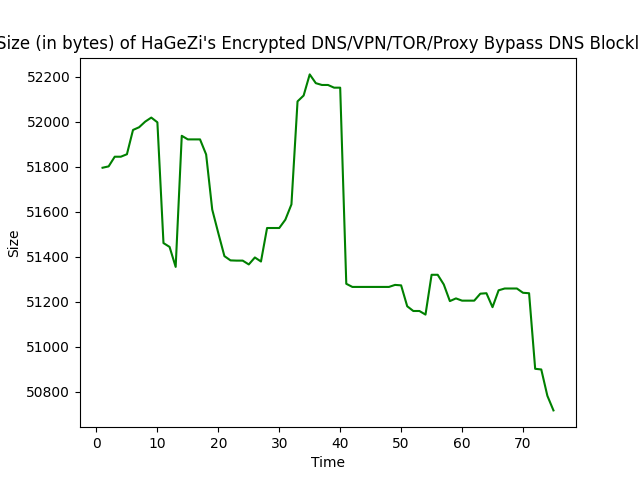 Size (in bytes) of HaGeZi's Encrypted DNS/VPN/TOR/Proxy Bypass DNS Blockl
52200
52000
51800
51600
51400
51200
51000
50800
Size
0 10 20 30 40 50 60 70
Time